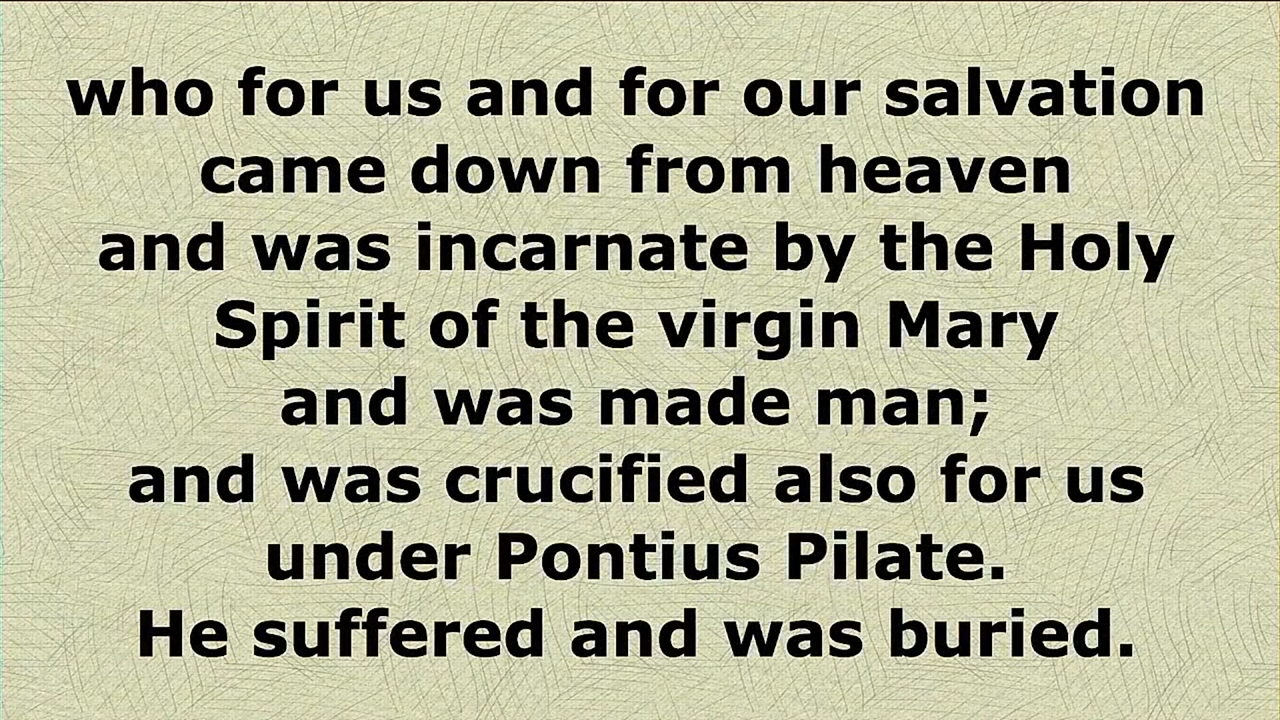 who for us and for our salvation
came down from heaven
and was incarnate by the Holy
Spirit of the virgin Mary
and was made man;
and was crucified also for us
under Pontius Pilate.
He suffered and was buried.